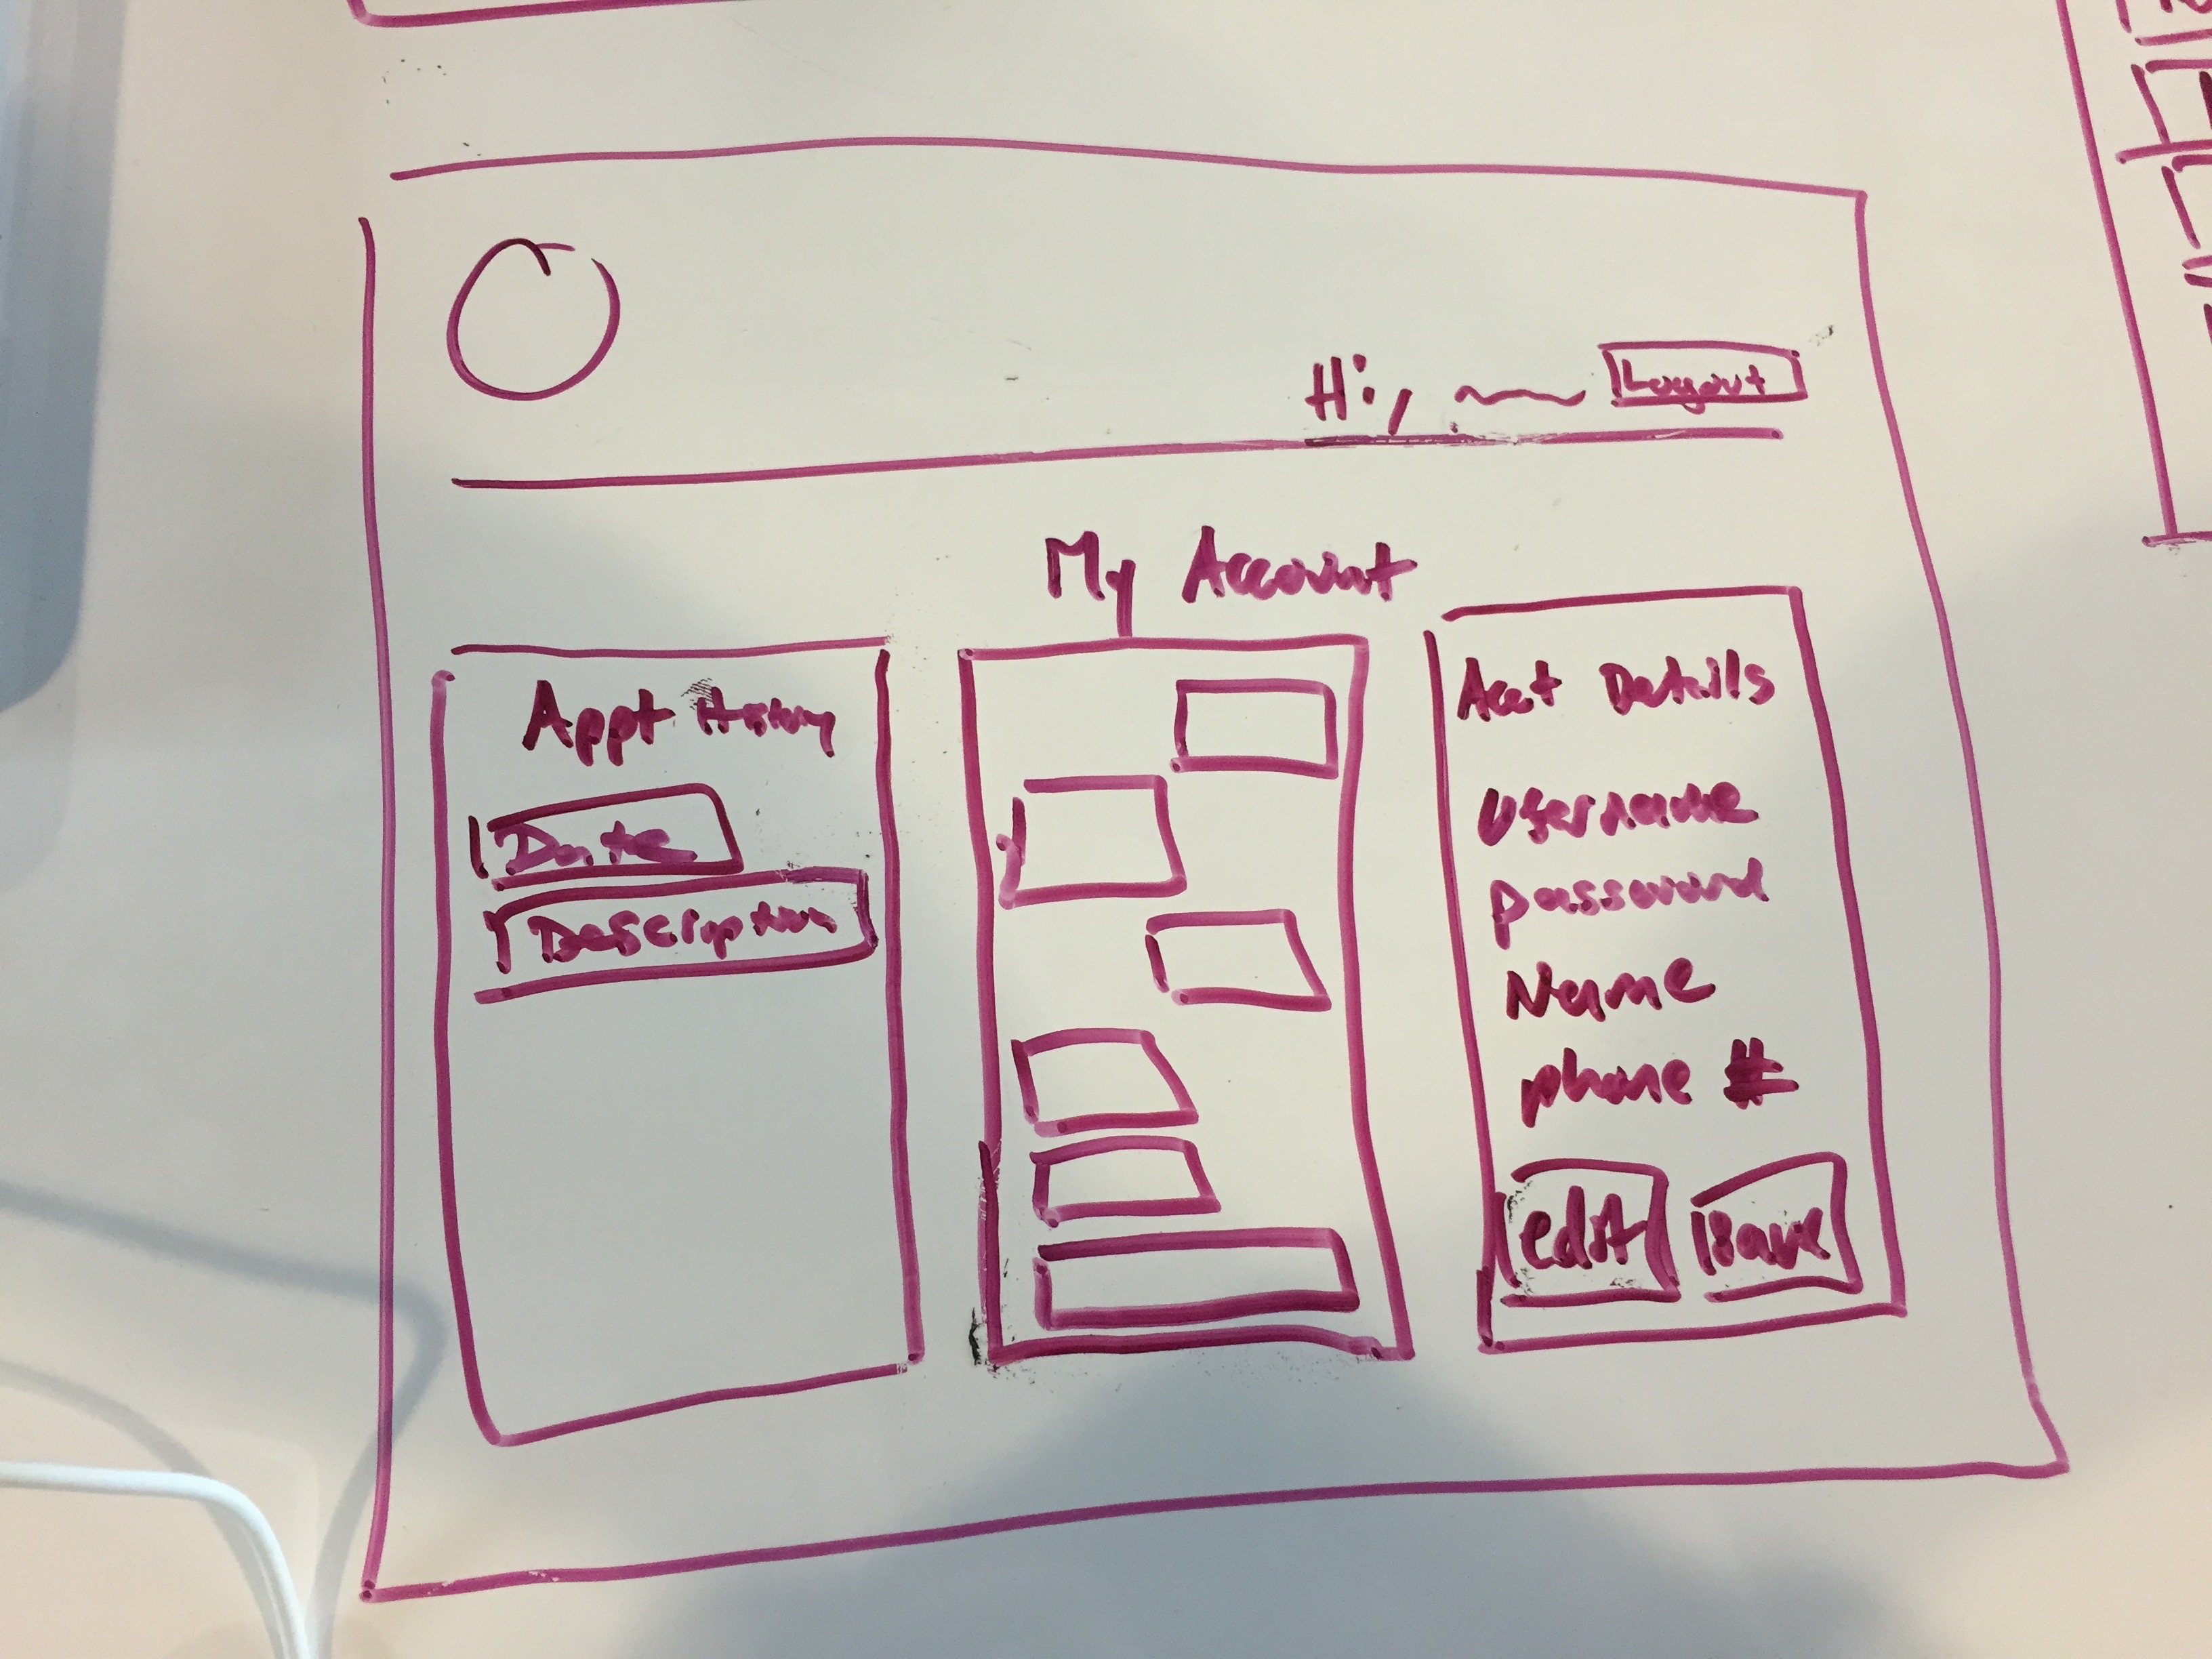 Hi, Logout
My Account
Appt History
Date
Description
Acct Details
Username
password
Name
phone #
edit save